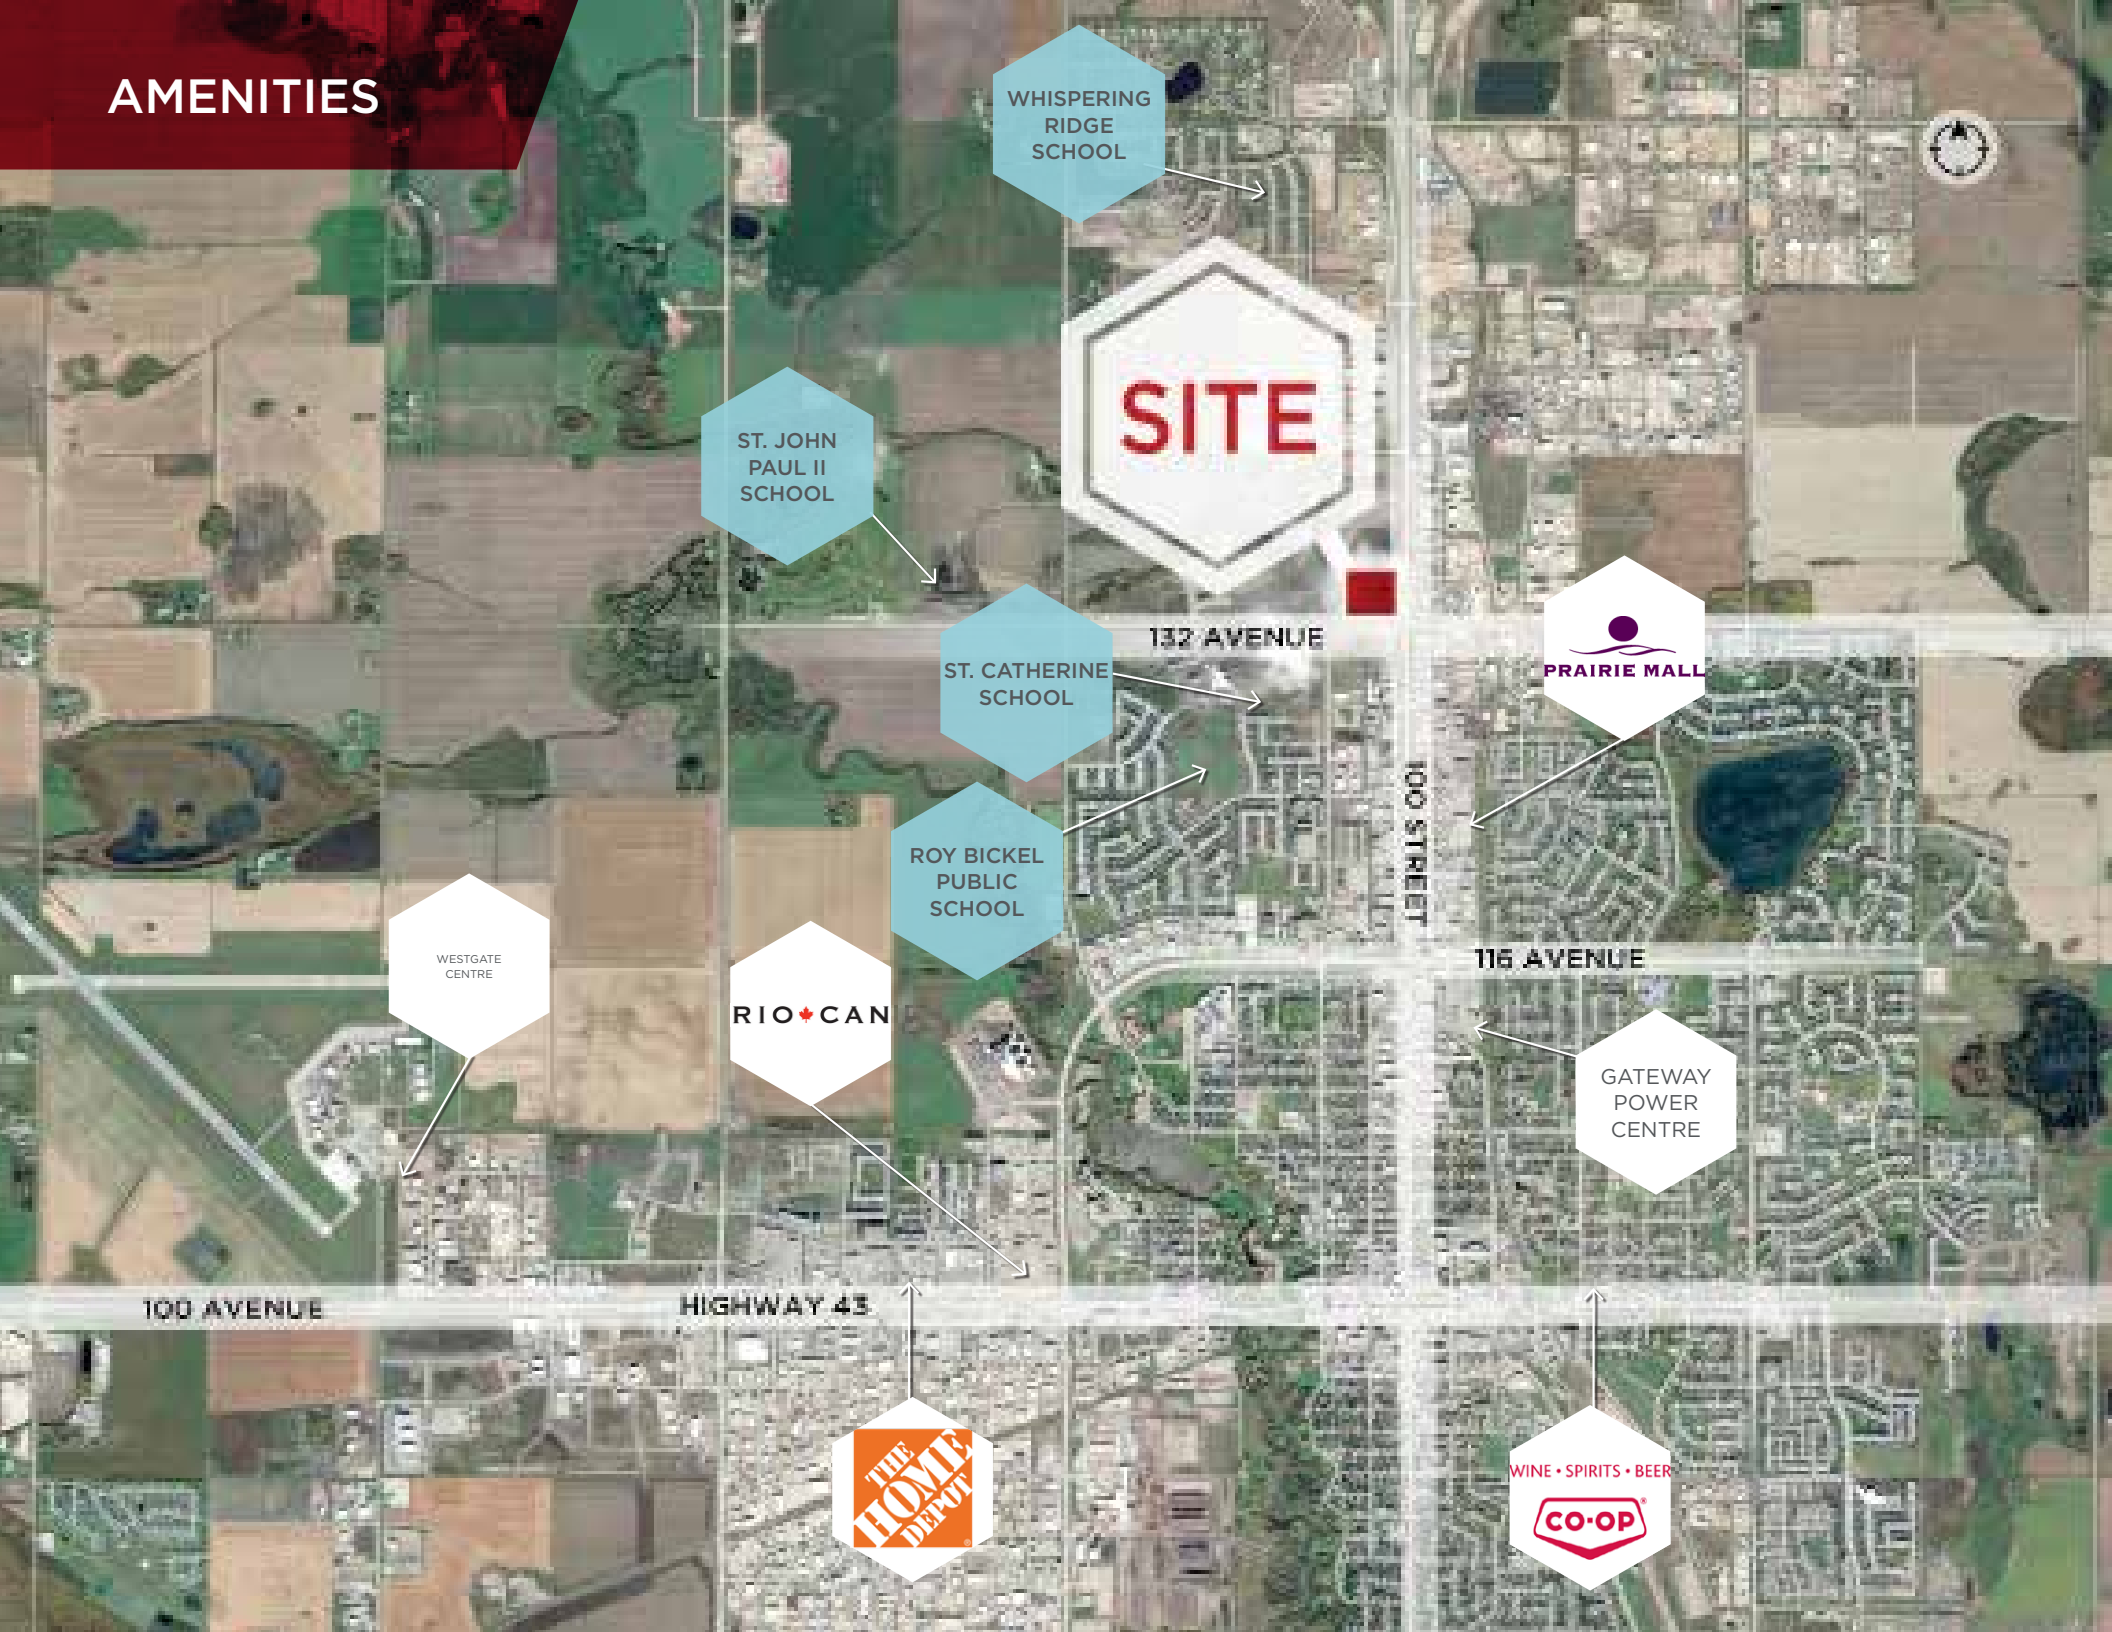 AMENITIES
WHISPERING
RIDGE
SCHOOL
SITE
ST. JOHN
PAUL II
SCHOOL
132 AVENUE
ST. CATHERINE
SCHOOL
PRAIRIE MALL
100 STREET
ROY BICKEL
PUBLIC
SCHOOL
WESTGATE
CENTRE
RIO CAN
116 AVENUE
GATEWAY
POWER
CENTRE
100 AVENUE
HIGHWAY 43
THE
HOME
DEPOT
WINE • SPIRITS • BEER
CO·OP